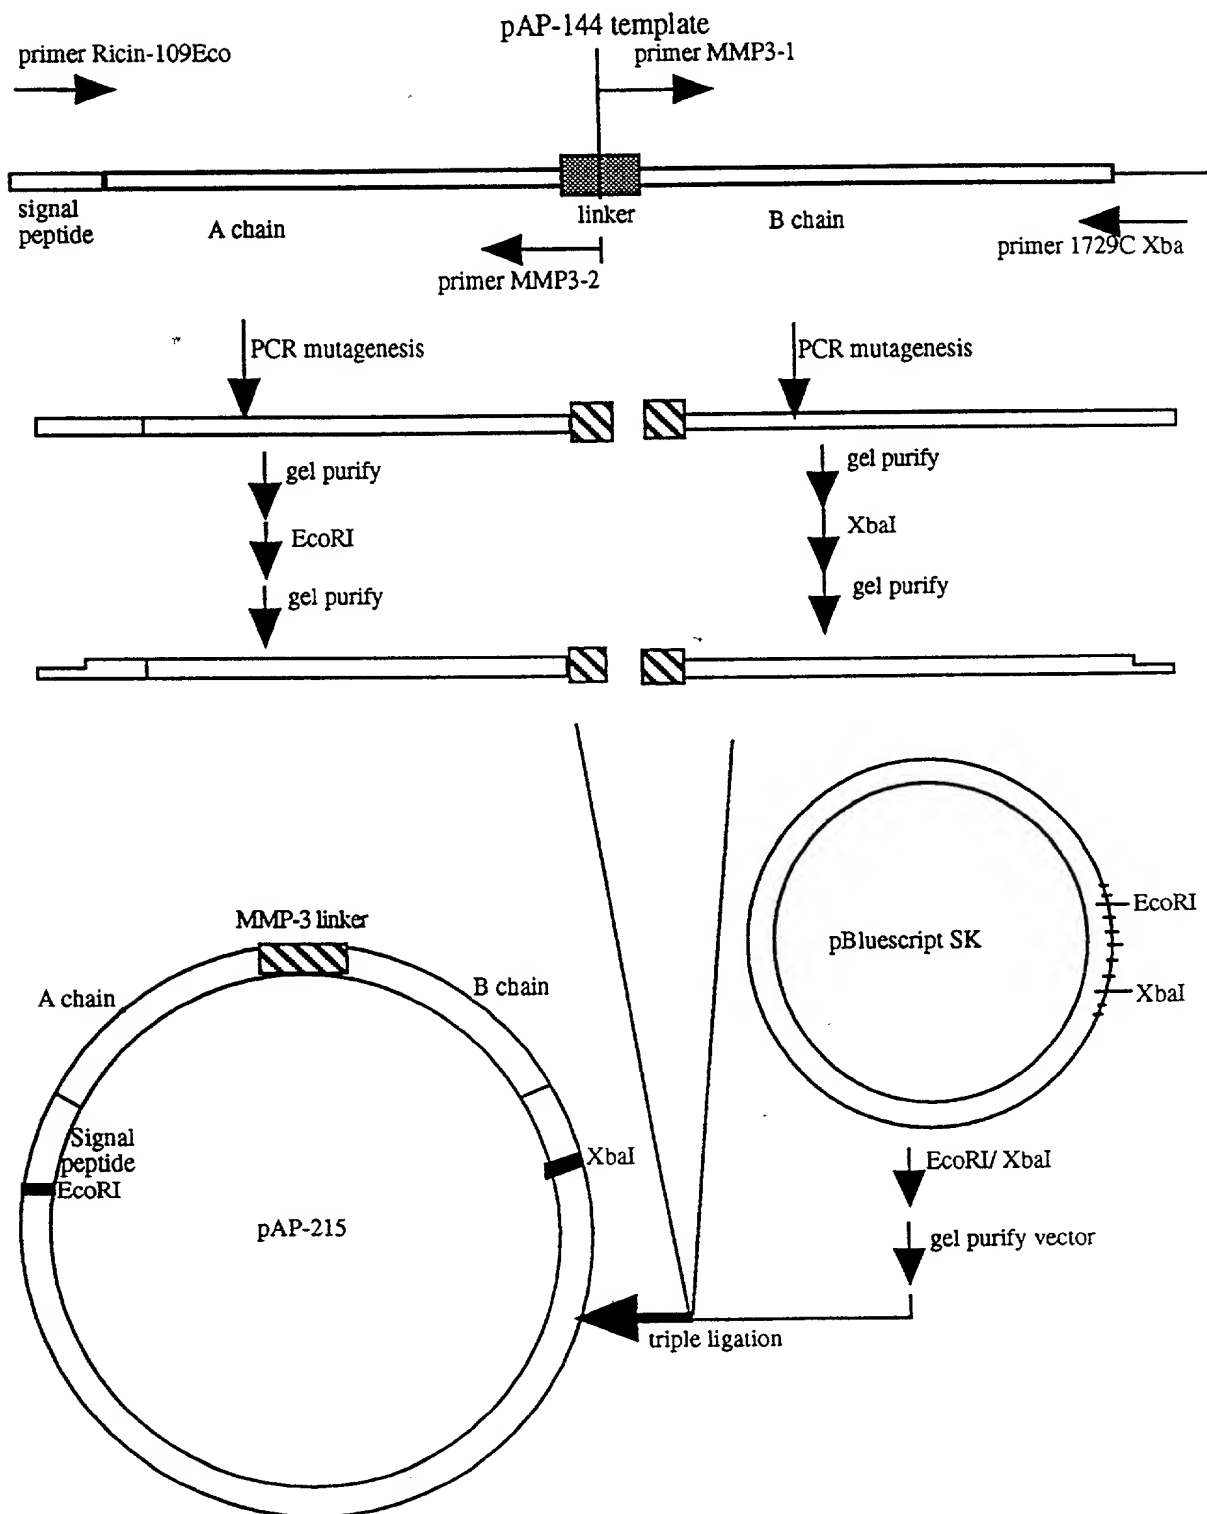 pAP-144 template
primer Ricin-109Eco
primer MMP3-1
signal
peptide
A chain
linker
B chain
primer MMP3-2
primer 1729C Xba
PCR mutagenesis
PCR mutagenesis
gel purify
gel purify
EcoRI
XbaI
gel purify
gel purify
EcoRI
pBluescript SK
XbaI
MMP-3 linker
A chain
B chain
Signal
peptide
EcoRI
XbaI
pAP-215
EcoRI/ XbaI
gel purify vector
triple ligation